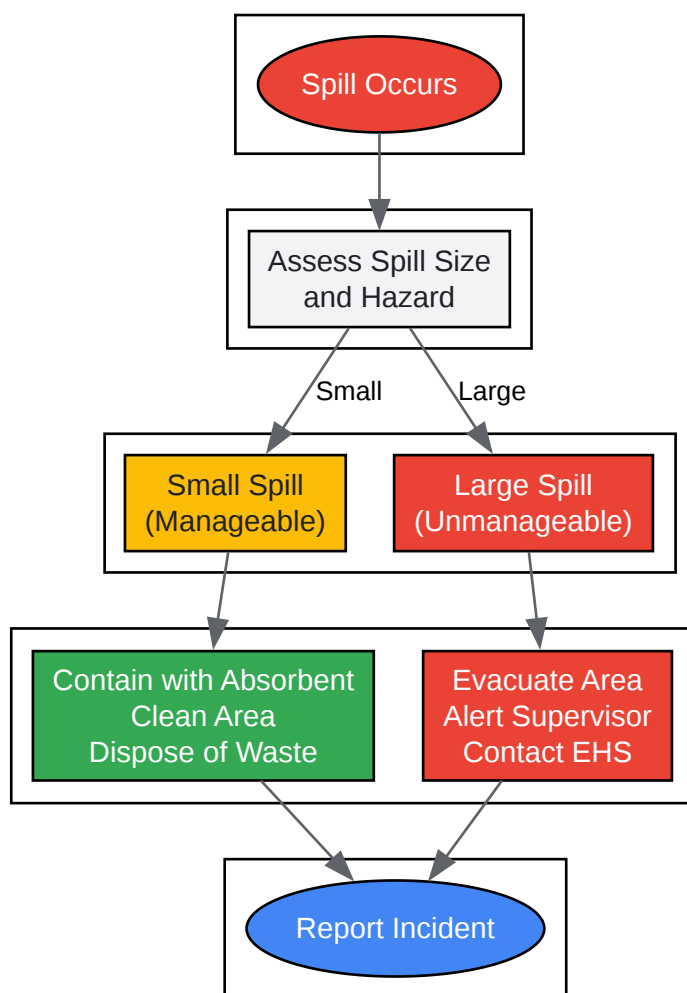 Spill Occurs
Assess Spill Size
and Hazard
Small
Large
Small Spill
(Manageable)
Large Spill
(Unmanageable)
Contain with Absorbent
Clean Area
Dispose of Waste
Evacuate Area
Alert Supervisor
Contact EHS
Report Incident